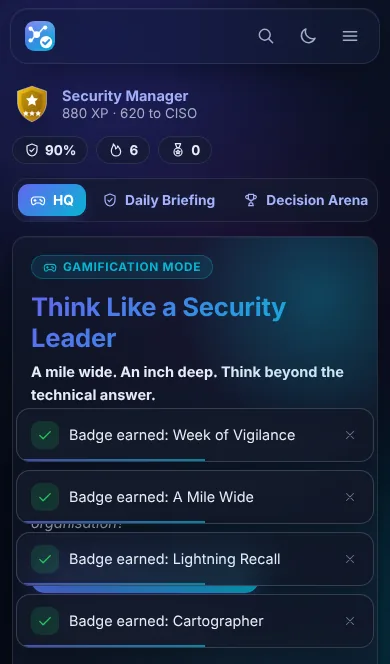 Security Manager
880 XP · 620 to CISO
90%
6
0
HQ
Daily Briefing
Decision Arena
GAMIFICATION MODE
Think Like a Security
Leader
A mile wide. An inch deep. Think beyond the
technical answer.
Badge earned: Week of Vigilance
Badge earned: A Mile Wide
organisation?
Badge earned: Lightning Recall
Badge earned: Cartographer